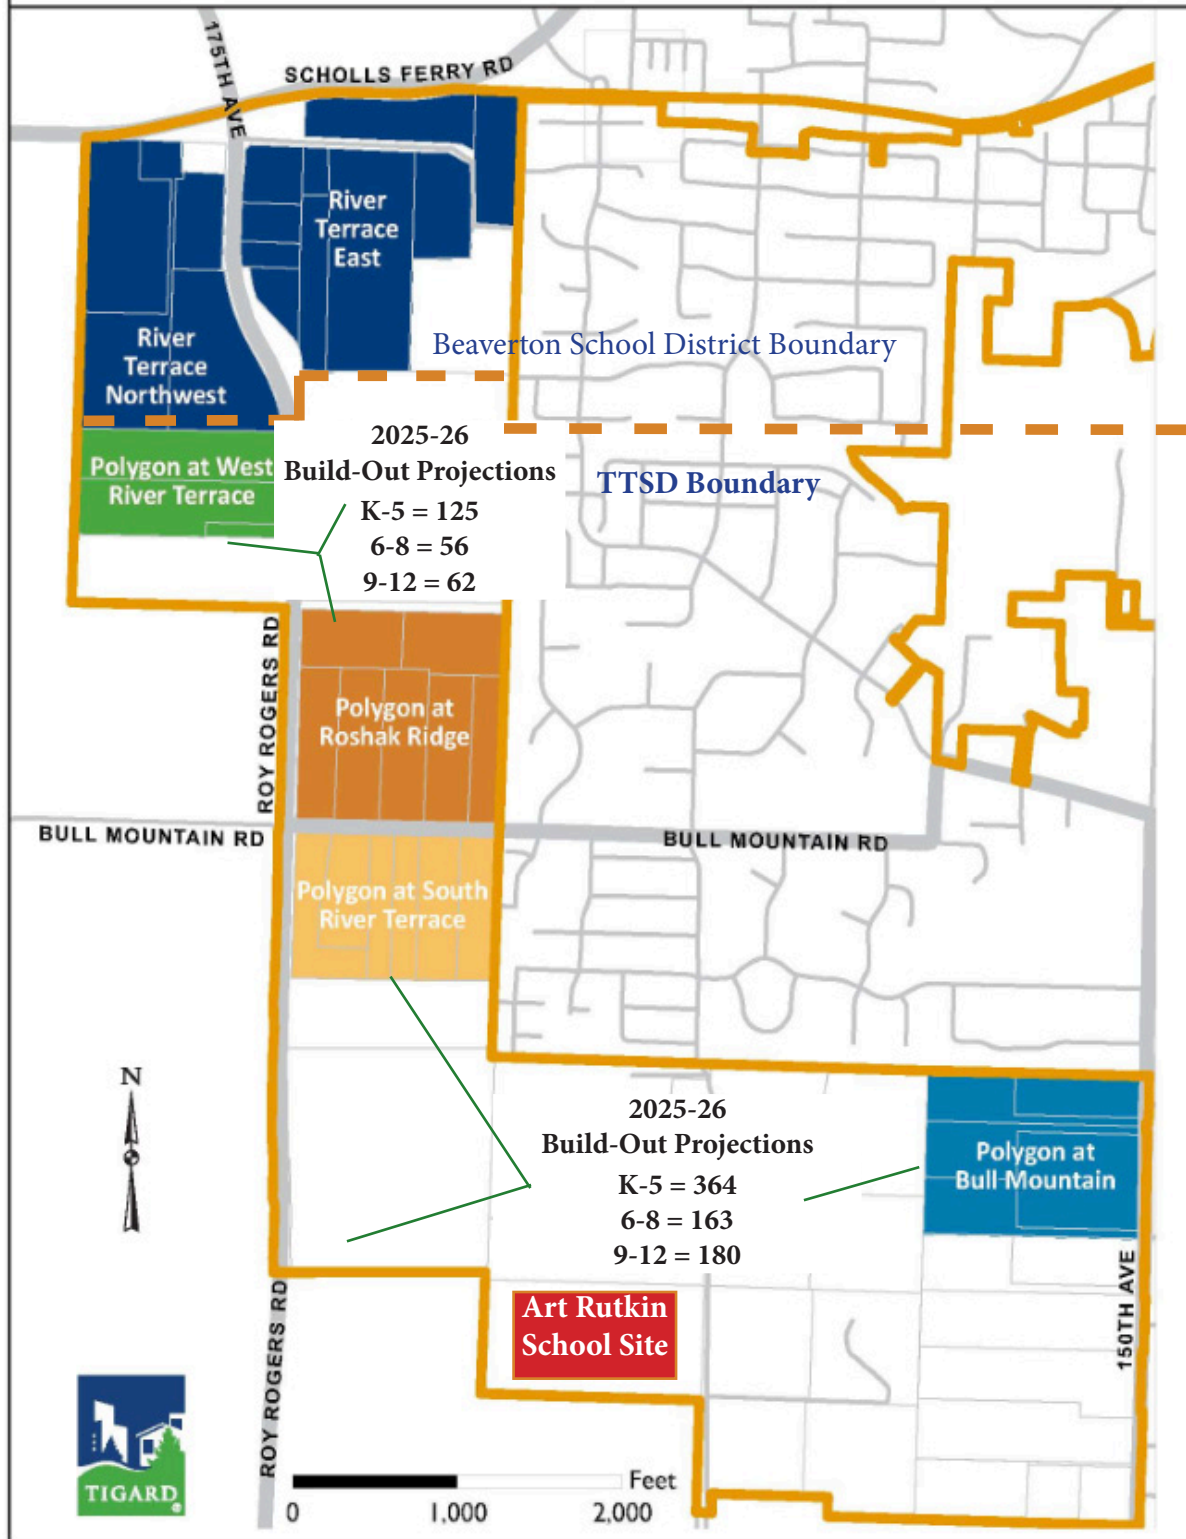 175TH AVE
SCHOLLS FERRY RD
River
Terrace
East
River
Terrace
Northwest
Beaverton School District Boundary
2025-26
Build-Out Projections
K-5 = 125
6-8 = 56
9-12 = 62
TTSD Boundary
Polygon at West
River Terrace
ROY ROGERS RD
Polygon at
Roshak Ridge
BULL MOUNTAIN RD
BULL MOUNTAIN RD
Polygon at South
River Terrace
N
2025-26
Build-Out Projections
K-5 = 364
6-8 = 163
9-12 = 180
Polygon at
Bull Mountain
150TH AVE
Art Rutkin
School Site
ROY ROGERS RD
TIGARD
Feet
0 1,000 2,000